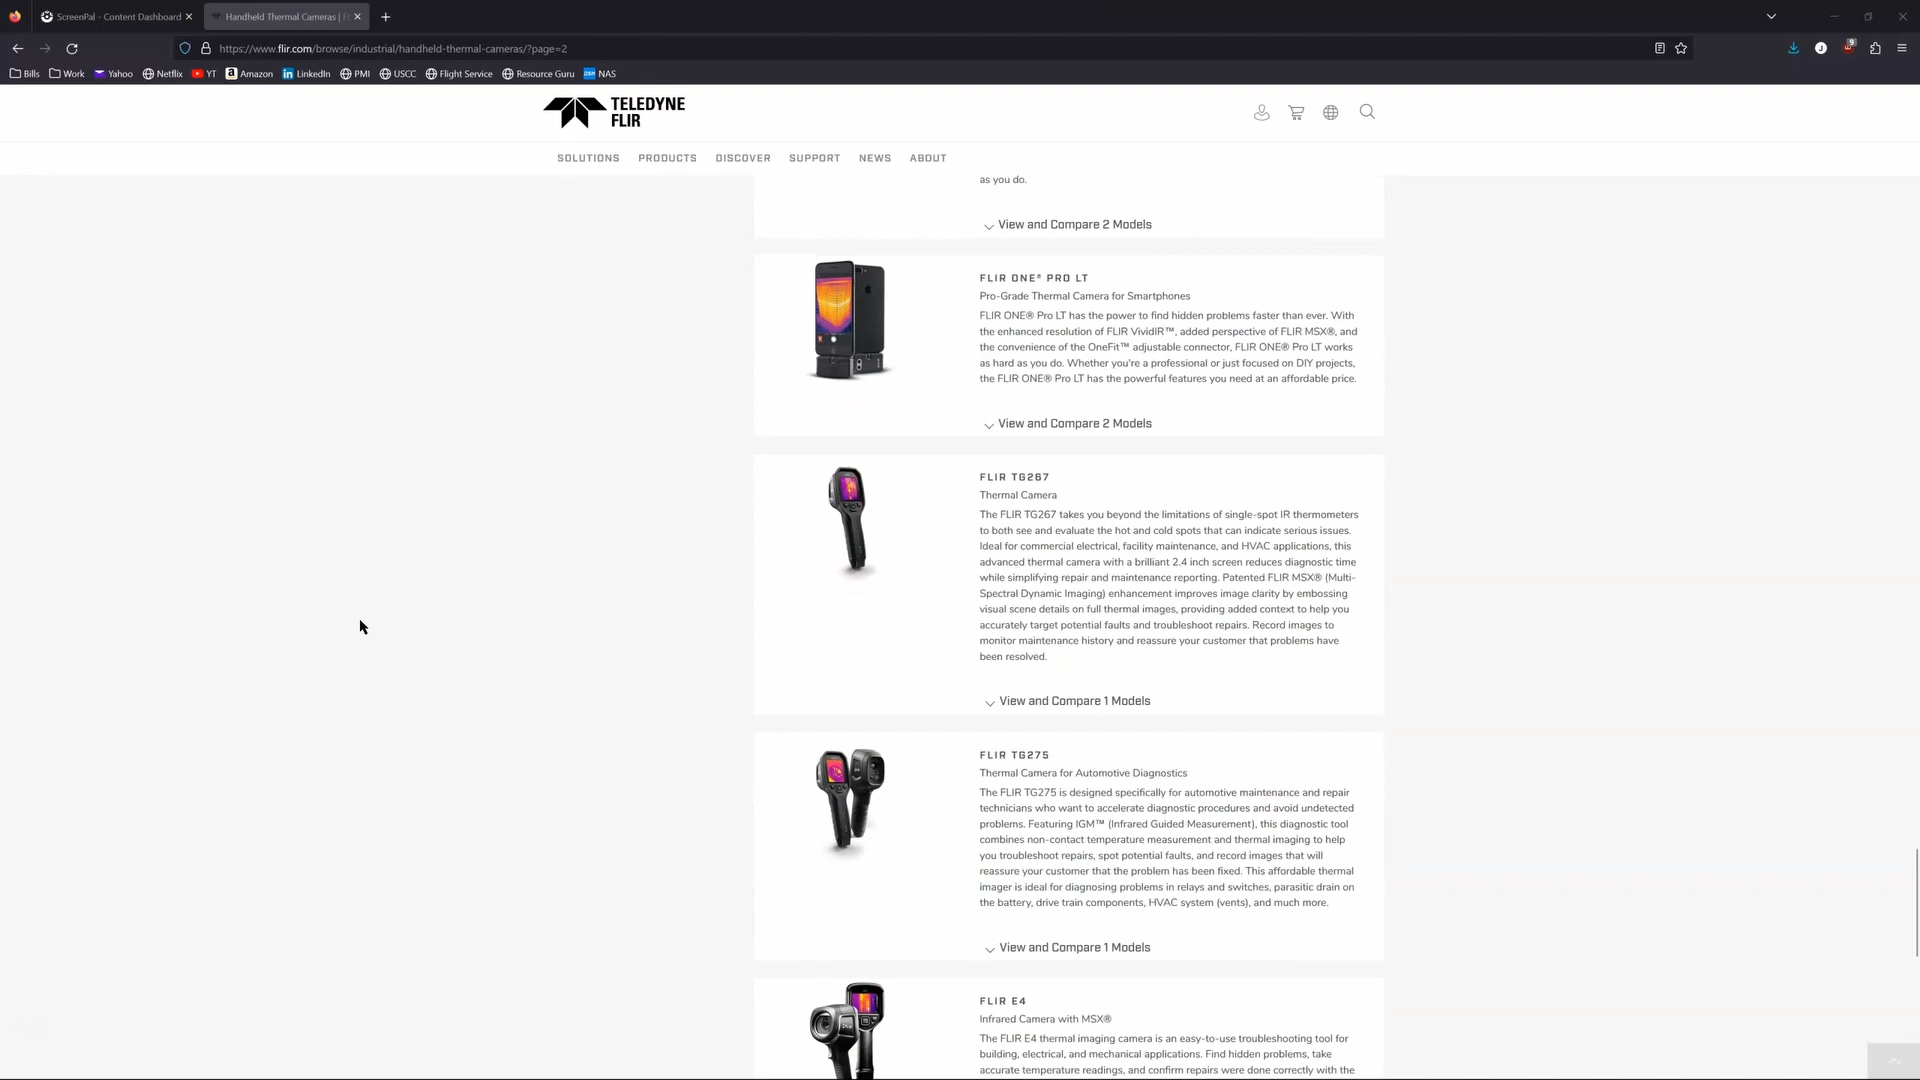 ScreenPal - Content Dashboard
Handheld Thermal Cameras | F
https://www.flir.com/browse/industrial/handheld-thermal-cameras/?page=2
9
Bills Work Yahoo Netflix YT Amazon LinkedIn PMI USCC Flight Service Resource Guru NAS
TELEDYNE
FLIR
SOLUTIONS PRODUCTS DISCOVER SUPPORT NEWS ABOUT
as you do.
View and Compare 2 Models
FLIR ONE® PRO LT
Pro-Grade Thermal Camera for Smartphones
FLIR ONE® Pro LT has the power to find hidden problems faster than ever. With
the enhanced resolution of FLIR VividIR™, added perspective of FLIR MSX®, and
the convenience of the OneFit™ adjustable connector, FLIR ONE® Pro LT works
as hard as you do. Whether you're a professional or just focused on DIY projects,
the FLIR ONE® Pro LT has the powerful features you need at an affordable price.
View and Compare 2 Models
FLIR TG267
Thermal Camera
The FLIR TG267 takes you beyond the limitations of single-spot IR thermometers
to both see and evaluate the hot and cold spots that can indicate serious issues.
Ideal for commercial electrical, facility maintenance, and HVAC applications, this
advanced thermal camera with a brilliant 2.4 inch screen reduces diagnostic time
while simplifying repair and maintenance reporting. Patented FLIR MSX® (Multi-
Spectral Dynamic Imaging) enhancement improves image clarity by embossing
visual scene details on full thermal images, providing added context to help you
accurately target potential faults and troubleshoot repairs. Record images to
monitor maintenance history and reassure your customer that problems have
been resolved.
View and Compare 1 Models
FLIR TG275
Thermal Camera for Automotive Diagnostics
The FLIR TG275 is designed specifically for automotive maintenance and repair
technicians who want to accelerate diagnostic procedures and avoid undetected
problems. Featuring IGM™ (Infrared Guided Measurement), this diagnostic tool
combines non-contact temperature measurement and thermal imaging to help
you troubleshoot repairs, spot potential faults, and record images that will
reassure your customer that the problem has been fixed. This affordable thermal
imager is ideal for diagnosing problems in relays and switches, parasitic drain on
the battery, drive train components, HVAC system (vents), and much more.
View and Compare 1 Models
FLIR E4
Infrared Camera with MSX®
The FLIR E4 thermal imaging camera is an easy-to-use troubleshooting tool for
building, electrical, and mechanical applications. Find hidden problems, take
accurate temperature readings, and confirm repairs were done correctly with the